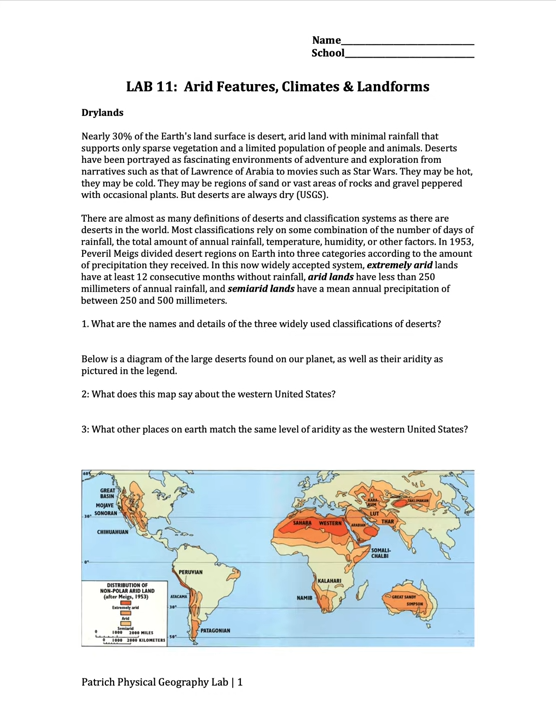 Name
School
LAB 11: Arid Features, Climates & Landforms
Drylands
Nearly 30% of the Earth's land surface is desert, arid land with minimal rainfall that
supports only sparse vegetation and a limited population of people and animals. Deserts
have been portrayed as fascinating environments of adventure and exploration from
narratives such as that of Lawrence of Arabia to movies such as Star Wars. They may be hot,
they may be cold. They may be regions of sand or vast areas of rocks and gravel peppered
with occasional plants. But deserts are always dry (USGS).
There are almost as many definitions of deserts and classification systems as there are
deserts in the world. Most classifications rely on some combination of the number of days of
rainfall, the total amount of annual rainfall, temperature, humidity, or other factors. In 1953,
Peveril Meigs divided desert regions on Earth into three categories according to the amount
of precipitation they received. In this now widely accepted system, extremely arid lands
have at least 12 consecutive months without rainfall, arid lands have less than 250
millimeters of annual rainfall, and semiarid lands have a mean annual precipitation of
between 250 and 500 millimeters.
1. What are the names and details of the three widely used classifications of deserts?
Below is a diagram of the large deserts found on our planet, as well as their aridity as
pictured in the legend.
2: What does this map say about the western United States?
3: What other places on earth match the same level of aridity as the western United States?
GREAT
BASIN
MOJAVE
SONORAN
30°
CHIHUAHUAN
0°
PERUVIAN
ATACAMA
30°
PATAGONIAN
SAHARA WESTERN
ARABIAN
LUT
THAR
SOMALI-
CHALBI
KALAHARI
NAMIB
GREAT SANDY
SIMPSON
DISTRIBUTION OF
NON-POLAR ARID LAND
(after Meigs, 1953)
Extremely arid
Arid
Semiarid
0 1000 2000 MILES
0 1000 2000 KILOMETERS
Patrich Physical Geography Lab | 1